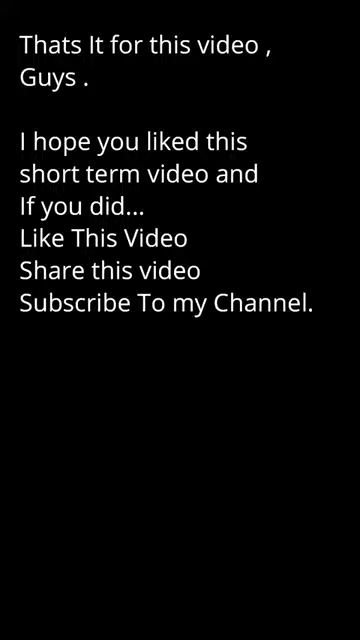 Thats It for this video ,
Guys .
I hope you liked this
short term video and
If you did...
Like This Video
Share this video
Subscribe To my Channel.